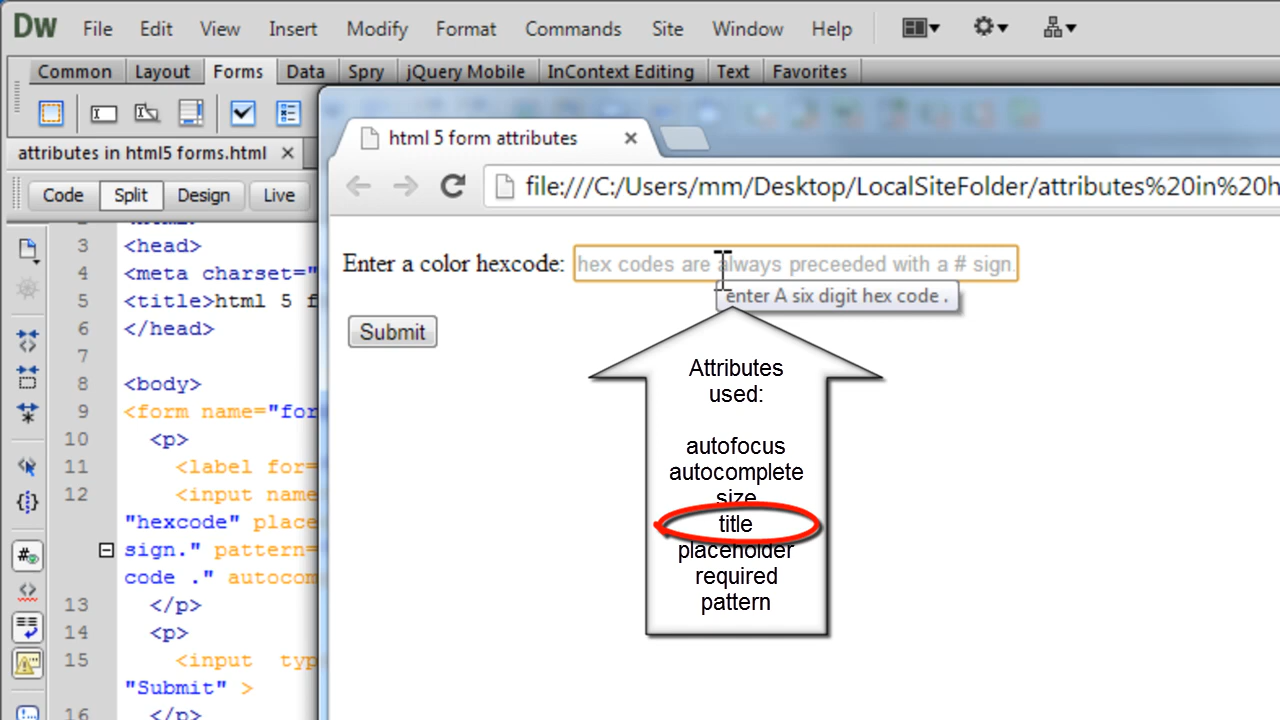 Dw File Edit View Insert Modify Format Commands Site Window Help
Common Layout Forms Data Spry jQuery Mobile InContext Editing Text Favorites
attributes in html5 forms.html
html 5 form attributes
Code Split Design Live
file:///C:/Users/mm/Desktop/LocalSiteFolder/attributes%20in%20h
3 <head>
4 <meta charset="
5 <title>html 5 f
6 </head>
7
8 <body>
9 <form name="for
10 <p>
11 <label for=
12 <input name
"hexcode" place
sign." pattern=
code ." autocom
13 </p>
14 <p>
15 <input typ
"Submit" >
16 </p>
Enter a color hexcode: hex codes are always preceeded with a # sign.
enter A six digit hex code .
Submit
Attributes
used:
autofocus
autocomplete
size
title
placeholder
required
pattern